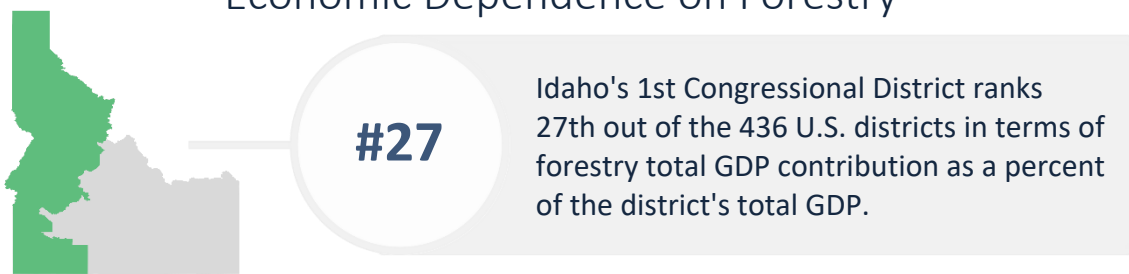 Economic Dependence on Forestry
#27
Idaho's 1st Congressional District ranks
27th out of the 436 U.S. districts in terms of
forestry total GDP contribution as a percent
of the district's total GDP.